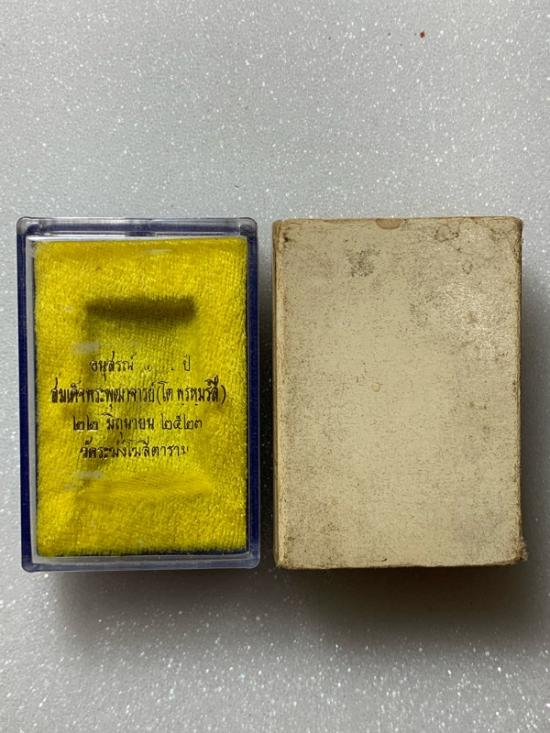 อนุสรณ์ ปี
สมเด็จพระพุฒาจารย์(โต พรหมรํสี)
๒๒ มิถุนายน ๒๕๒๓
วัดระฆังโฆสิตาราม